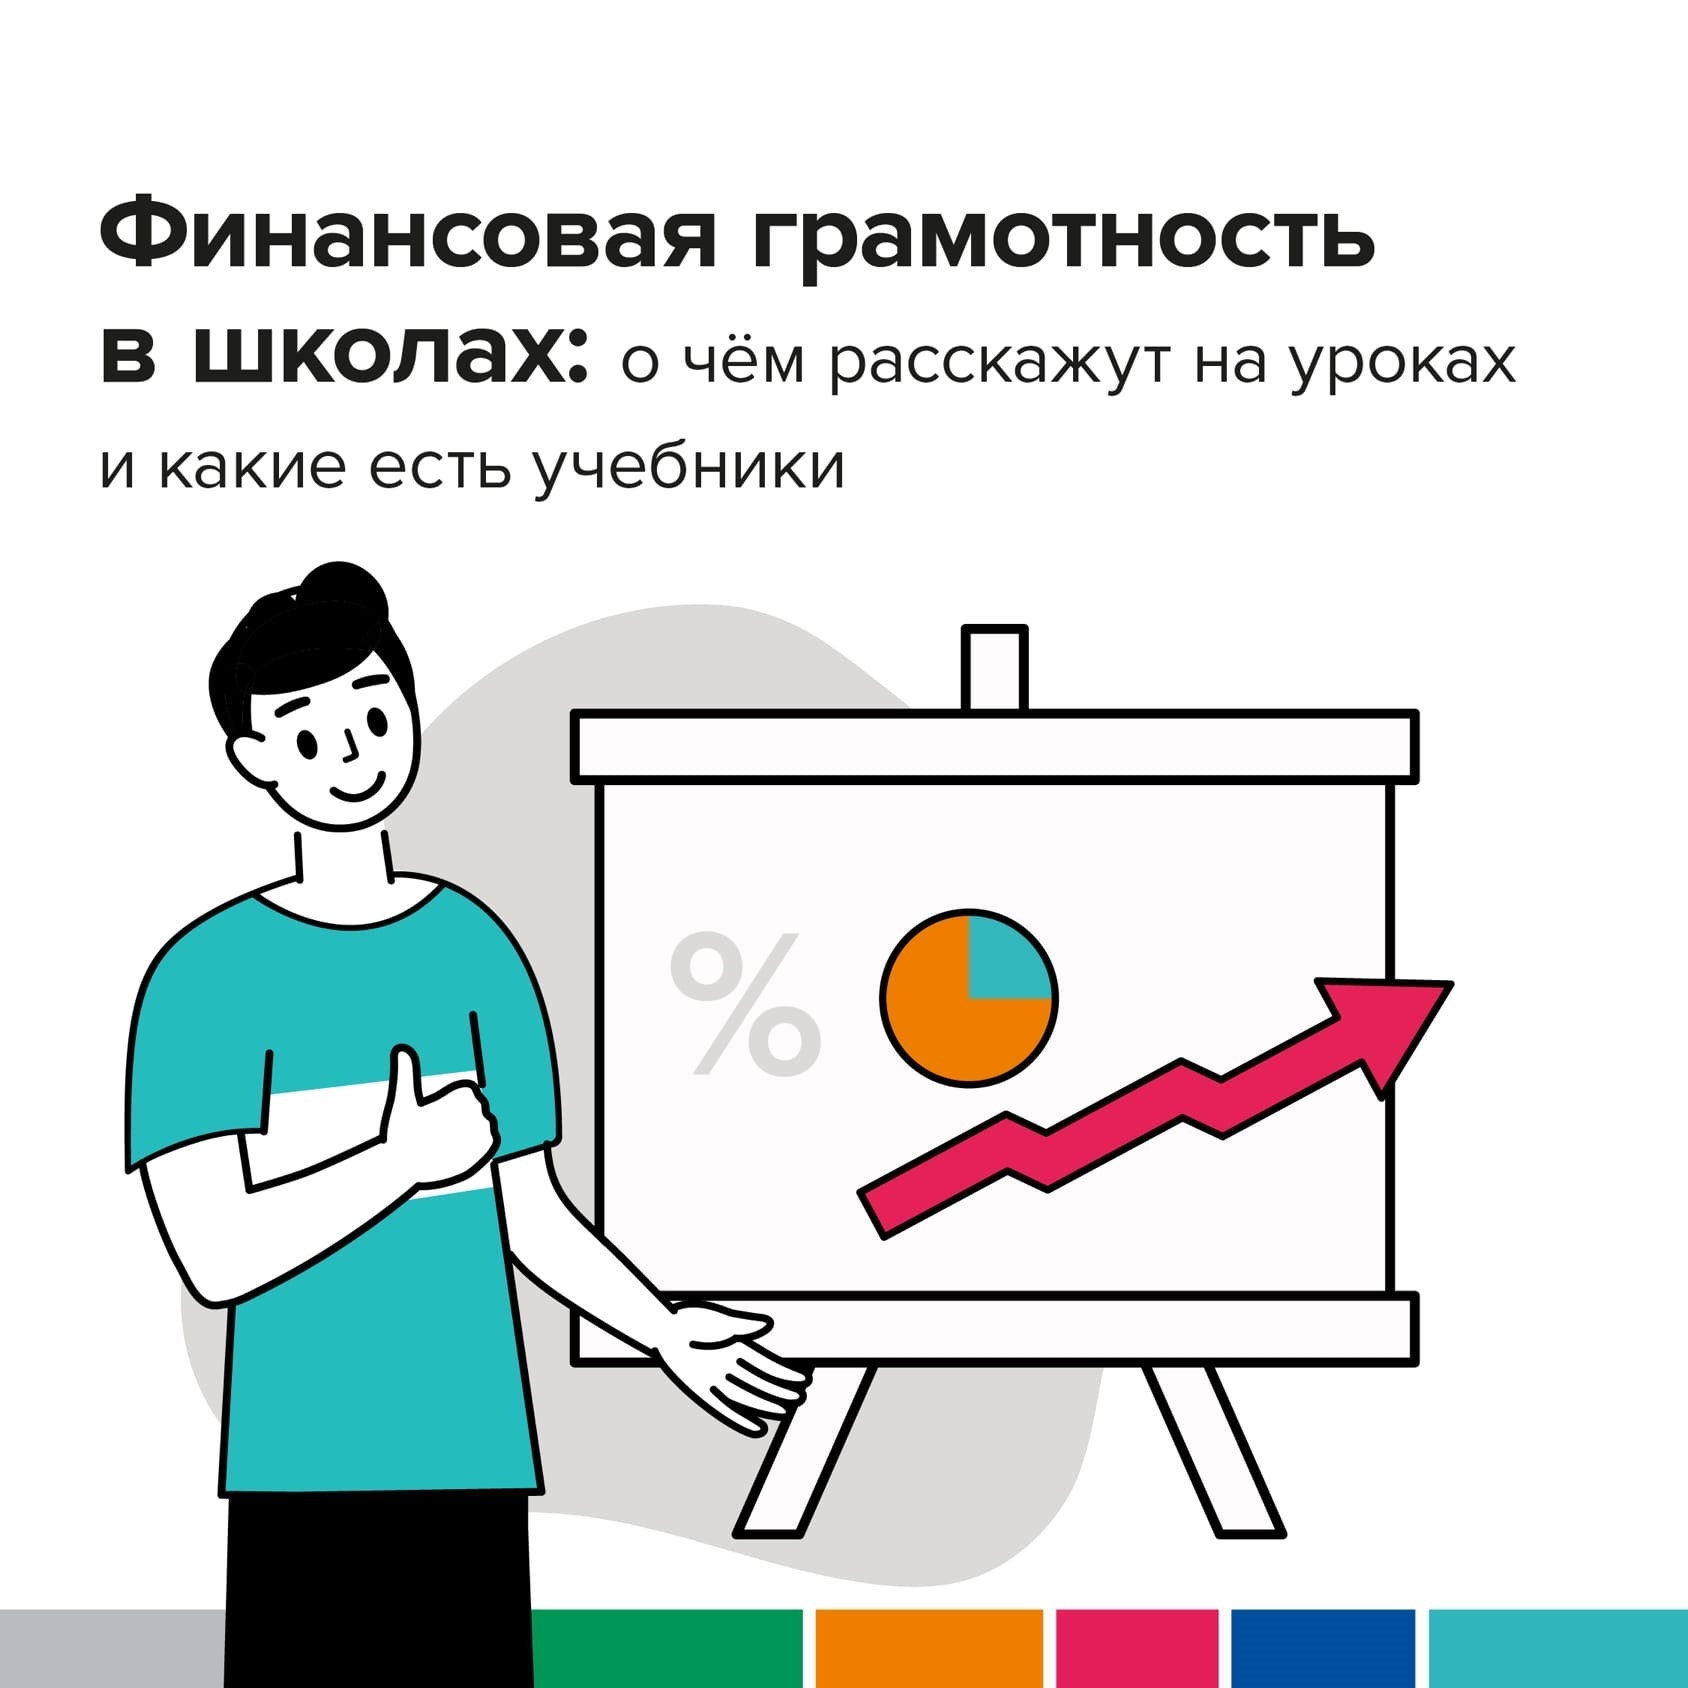 Финансовая грамотность
в школах: о чём расскажут на уроках
и какие есть учебники
%